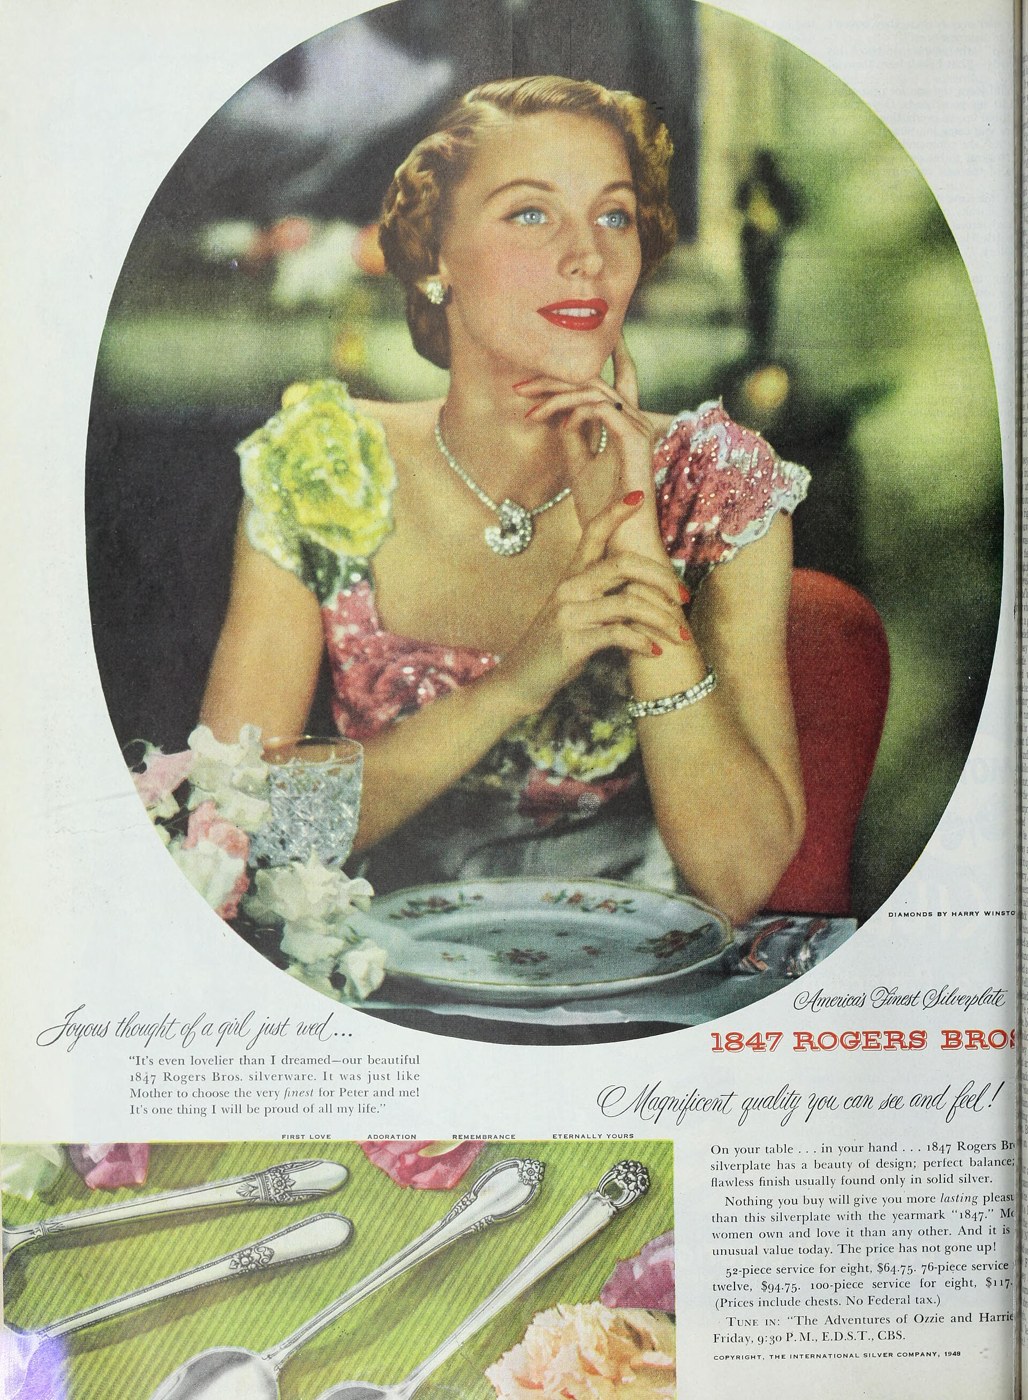 DIAMONDS BY HARRY
Joyous thought of a girl just wed...
"It's even lovelier than I dreamed—our beautiful
1847 Rogers Bros. silverware. It was just like
Mother to choose the very finest for Peter and me!
It's one thing I will be proud of all my life."
America's Finest Silverplate
1847 ROGERS BROS
Magnificent quality you can see and feel!
FIRST LOVE ADORATION REMEMBRANCE ETERNALLY YOURS
On your table . . . in your hand . . . 1847 Rogers
silverplate has a beauty of design; perfect balance;
flawless finish usually found only in solid silver.
Nothing you buy will give you more lasting
than this silverplate with the yearmark "1847."
women own and love it than any other. And it is
unusual value today. The price has not gone up!
52-piece service for eight, $64.75. 76-piece service
twelve, $94.75. 100-piece service for eight,
(Prices include chests. No Federal tax.)
TUNE IN: "The Adventures of Ozzie and
Friday, 9:30 P. M., E.D.S.T., CBS.
COPYRIGHT, THE INTERNATIONAL SILVER COMPANY, 1948